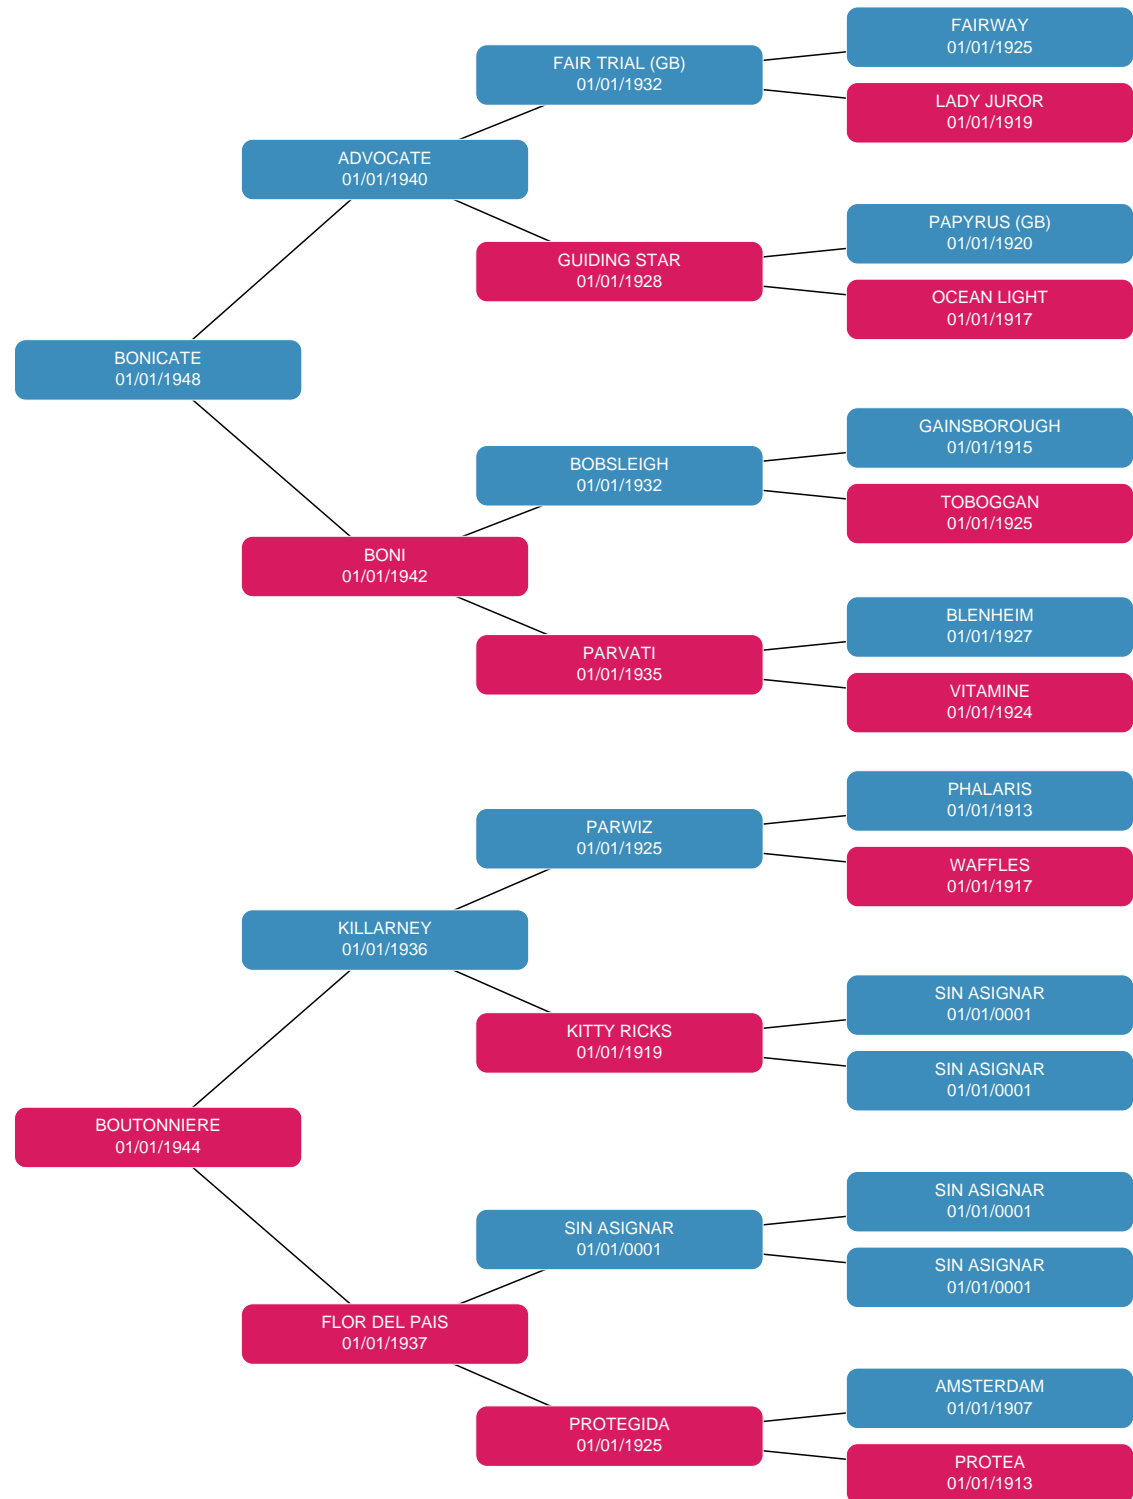 FAIRWAY
01/01/1925
FAIR TRIAL (GB)
01/01/1932
LADY JUROR
01/01/1919
ADVOCATE
01/01/1940
PAPYRUS (GB)
01/01/1920
GUIDING STAR
01/01/1928
OCEAN LIGHT
01/01/1917
BONICATE
01/01/1948
GAINSBOROUGH
01/01/1915
BOBSLEIGH
01/01/1932
TOBOGGAN
01/01/1925
BONI
01/01/1942
BLENHEIM
01/01/1927
PARVATI
01/01/1935
VITAMINE
01/01/1924
PHALARIS
01/01/1913
PARWIZ
01/01/1925
WAFFLES
01/01/1917
KILLARNEY
01/01/1936
SIN ASIGNAR
01/01/0001
KITTY RICKS
01/01/1919
SIN ASIGNAR
01/01/0001
BOUTONNIERE
01/01/1944
SIN ASIGNAR
01/01/0001
SIN ASIGNAR
01/01/0001
SIN ASIGNAR
01/01/0001
FLOR DEL PAIS
01/01/1937
AMSTERDAM
01/01/1907
PROTEGIDA
01/01/1925
PROTEA
01/01/1913